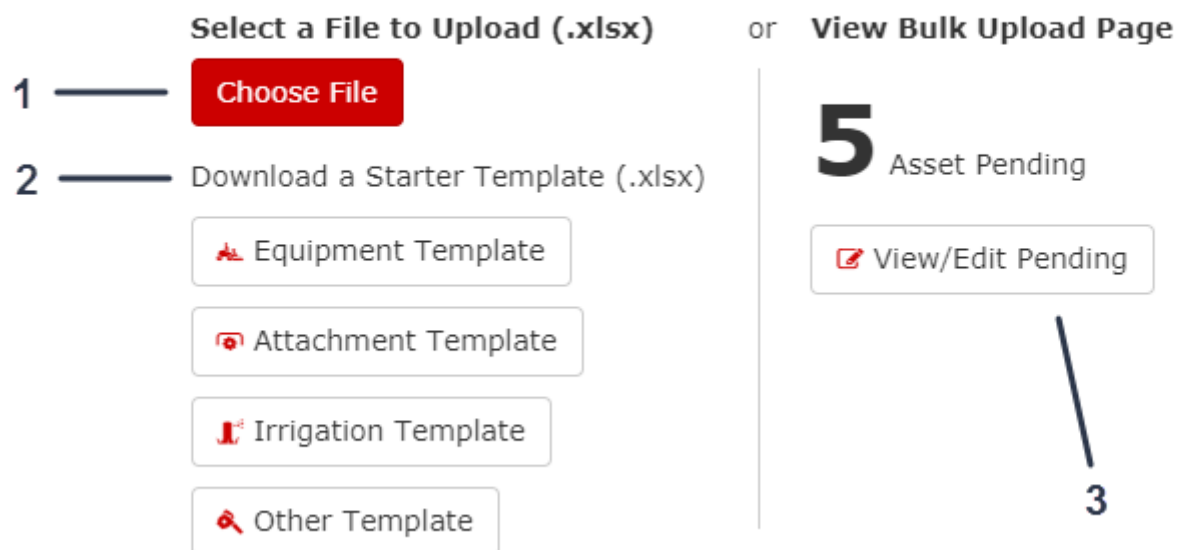 Select a File to Upload (.xlsx) or View Bulk Upload Page
1 Choose File
2 Download a Starter Template (.xlsx)
Equipment Template
Attachment Template
Irrigation Template
Other Template
5 Asset Pending
View/Edit Pending
3